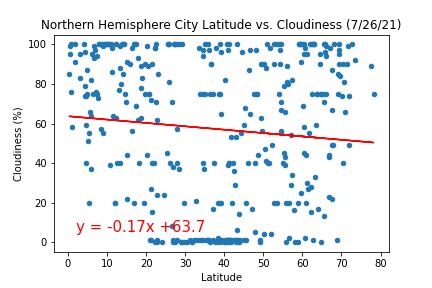 Northern Hemisphere City Latitude vs. Cloudiness (7/26/21)
100
80
60
40
20
0
Cloudiness (%)
y = -0.17x +63.7
0 10 20 30 40 50 60 70 80
Latitude